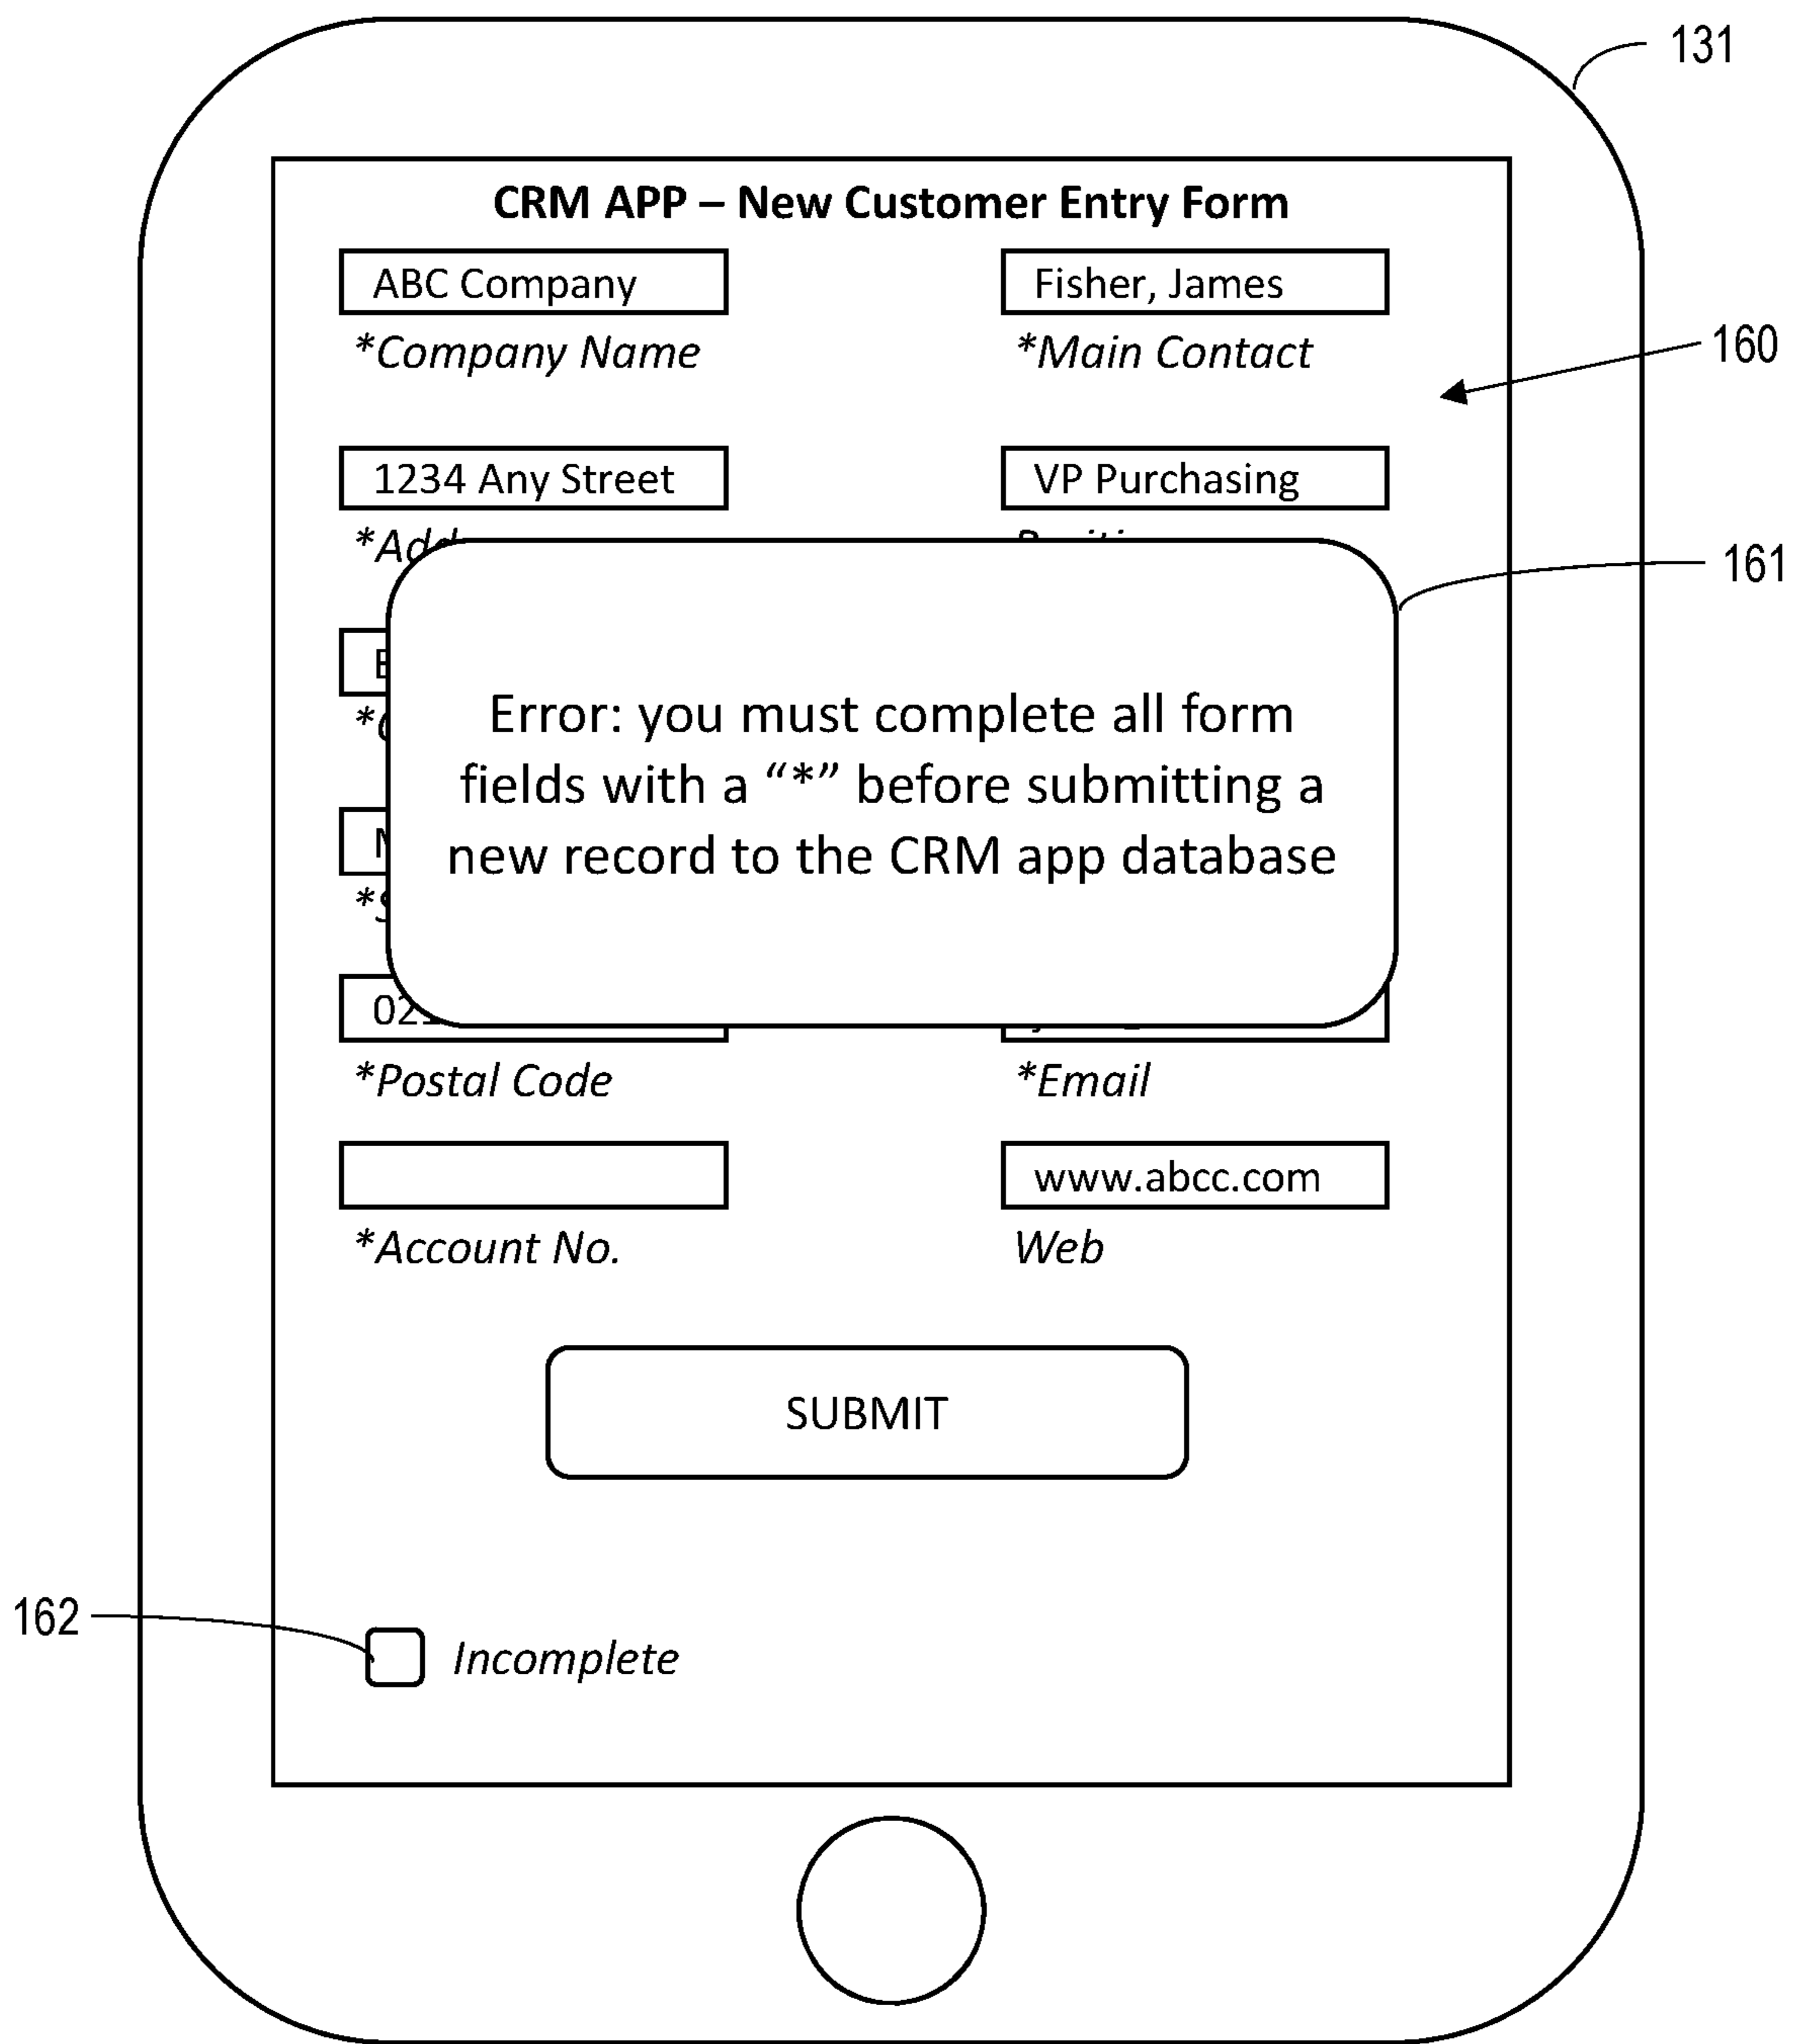 131
CRM APP – New Customer Entry Form
ABC Company
Fisher, James
*Company Name
*Main Contact
160
1234 Any Street
VP Purchasing
161
Error: you must complete all form
fields with a “*” before submitting a
new record to the CRM app database
*Postal Code
*Email
www.abcc.com
*Account No.
Web
SUBMIT
162
Incomplete